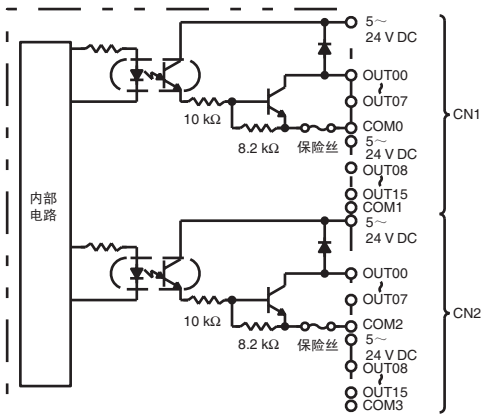 5～
24 V DC
OUT00
～
OUT07
COM0
5～
24 V DC
OUT08
～
OUT15
COM1
CN1
10 kΩ
8.2 kΩ
保险丝
内部
电路
5～
24 V DC
OUT00
～
OUT07
COM2
5～
24 V DC
OUT08
～
OUT15
COM3
CN2
10 kΩ
8.2 kΩ
保险丝